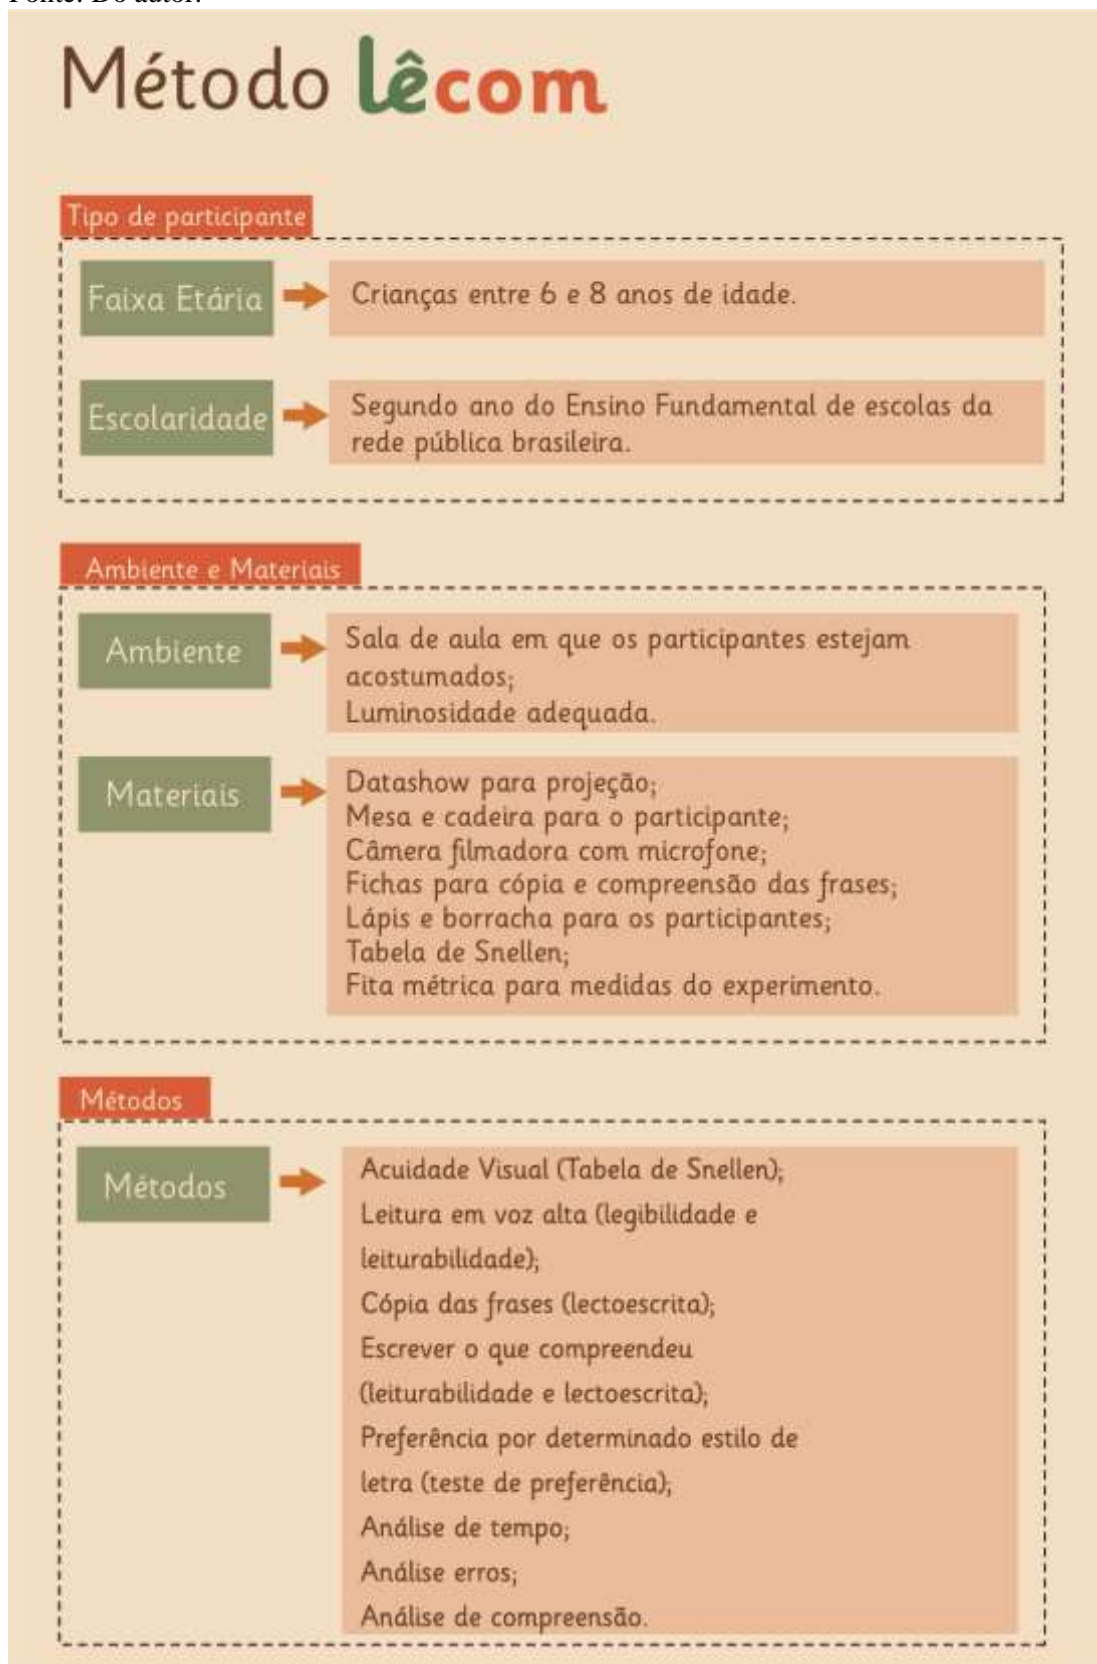 Fonte: Do autor.
Método lêcom
Tipo de participante
Faixa Etária
Crianças entre 6 e 8 anos de idade.
Escolaridade
Segundo ano do Ensino Fundamental de escolas da
rede pública brasileira.
Ambiente e Materiais
Ambiente
Sala de aula em que os participantes estejam
acostumados;
Luminosidade adequada.
Materiais
Datashow para projeção;
Mesa e cadeira para o participante;
Câmera filmadora com microfone;
Fichas para cópia e compreensão das frases;
Lápis e borracha para os participantes;
Tabela de Snellen;
Fita métrica para medidas do experimento.
Métodos
Métodos
Acuidade Visual (Tabela de Snellen);
Leitura em voz alta (legibilidade e
leiturabilidade);
Cópia das frases (lectoescrita);
Escrever o que compreendeu
(leiturabilidade e lectoescrita);
Preferência por determinado estilo de
letra (teste de preferência);
Análise de tempo;
Análise erros;
Análise de compreensão.